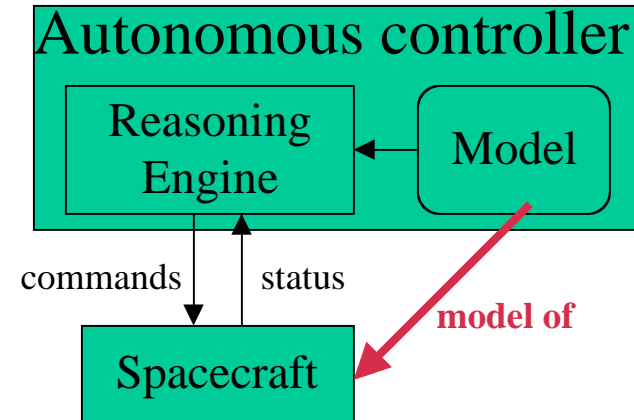 Autonomous controller
Reasoning
Engine
Model
commands
status
model of
Spacecraft